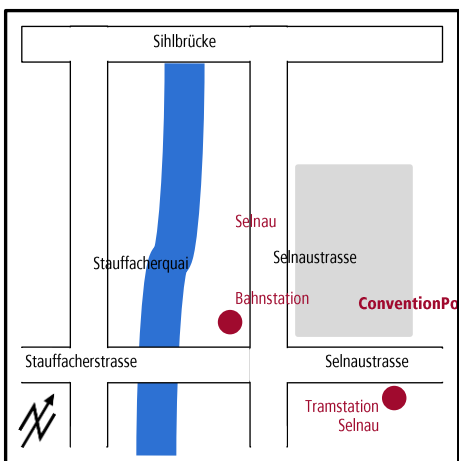 Sihlbrücke
Selnau
Stauffacherquai
Selnaustrasse
Bahnstation
ConventionPo
Stauffacherstrasse
Selnaustrasse
Tramstation
Selnau